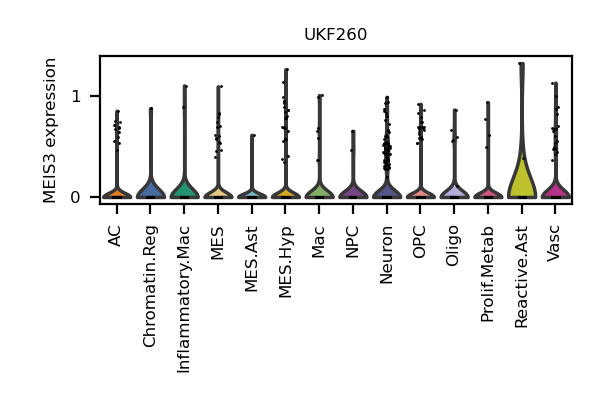 UKF260
MEIS3 expression
1
0
AC
Chromatin.Reg
Inflammatory.Mac
MES
MES.Ast
MES.Hyp
Mac
NPC
Neuron
OPC
Oligo
Prolif.Metab
Reactive.Ast
Vasc